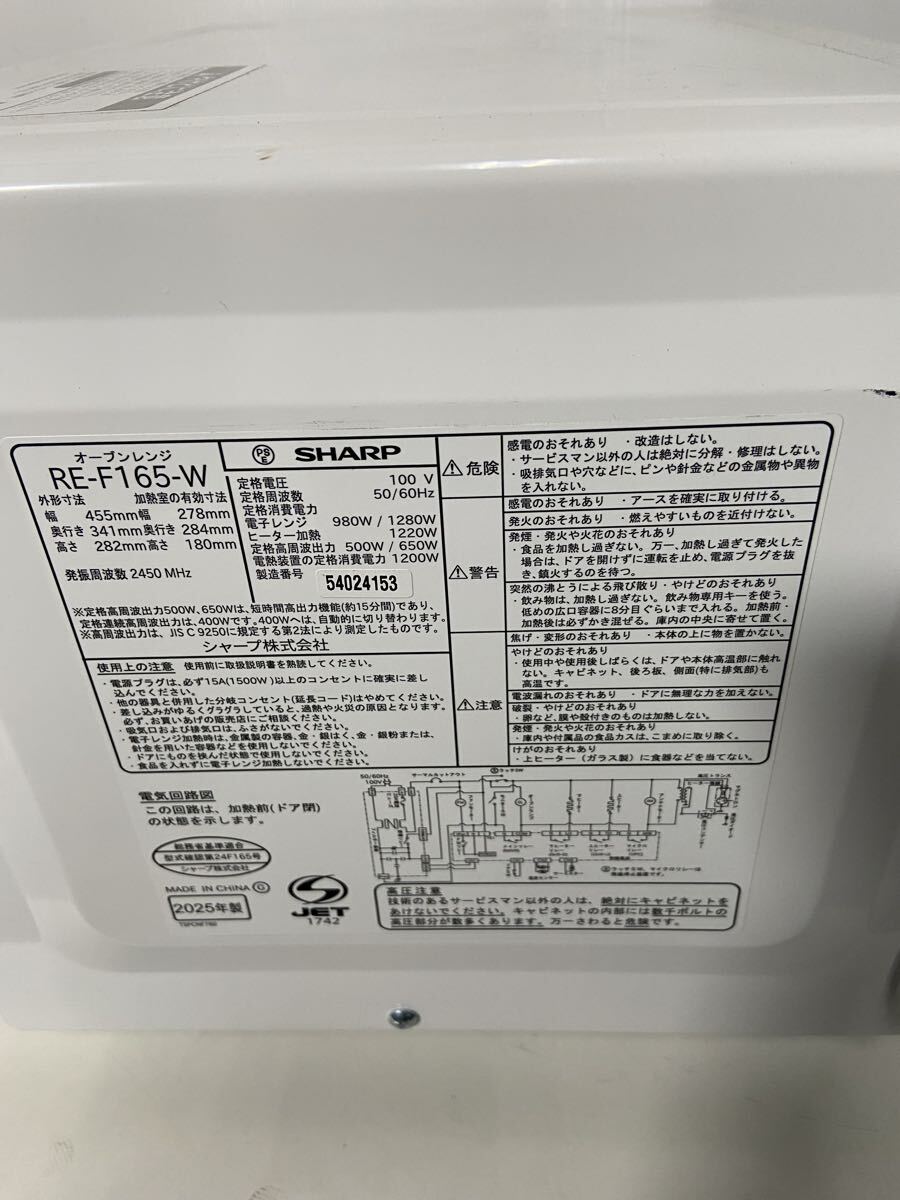 オーブンレンジ
RE-F165-W
外形寸法 加熱室の有効寸法
幅 455mm 幅 278mm
奥行き 341mm 奥行き 284mm
高さ 282mm 高さ 180mm
発振周波数 2450 MHz
PSE SHARP
定格電圧 100 V
定格周波数 50/60Hz
定格消費電力
電子レンジ 980W / 1280W
ヒーター加熱 1220W
定格高周波出力 500W / 650W
電熱装置の定格消費電力 1200W
製造番号 54024153
※定格高周波出力500W、650Wは、短時間高出力機能(約15分間)であり、
定格連続高周波出力は、400Wです。400Wへは、自動的に切り替わります。
※高周波出力は、JIS C 9250に規定する第2法により測定したものです。
シャープ株式会社
使用上の注意 使用前に取扱説明書を熟読してください。
・電源プラグは、必ず15A(1500W)以上のコンセントに確実に差し
込んでください。
・他の器具と併用した分岐コンセント(延長コード)はやめてください。
・差し込みがゆるくグラグラしていると、過熱や火災の原因となります。
必ず、お買いあげの販売店にご相談ください。
・吸気口および排気口は、ふさがないでください。
・電子レンジ加熱時は、金属製の容器、金・銀はく、金・銀粉または、
針金を用いた容器などを使用しないでください。
・ドアにものを挟んだ状態で使用しないでください。
・食品を入れずに電子レンジ加熱しないでください。
⚠危険
感電のおそれあり ・改造はしない。
・サービスマン以外の人は絶対に分解・修理はしない。
・吸排気口や穴などに、ピンや針金などの金属物や異物
を入れない。
⚠警告
感電のおそれあり ・アースを確実に取り付ける。
発火のおそれあり ・燃えやすいものを近付けない。
発煙・発火や火花のおそれあり
・食品を加熱し過ぎない。万一、加熱し過ぎて発火した
場合は、ドアを開けずに運転を止め、電源プラグを抜
き、鎮火するのを待つ。
突然の沸とうによる飛び散り・やけどのおそれあり
・飲み物は、加熱し過ぎない。飲み物専用キーを使う。
低めの広口容器に8分目ぐらいまで入れる。加熱前・
加熱後は必ずかき混ぜる。庫内の中央に寄せて置く。
⚠注意
焦げ・変形のおそれあり ・本体の上に物を置かない。
やけどのおそれあり
・使用中や使用後しばらくは、ドアや本体高温部に触れ
ない。キャビネット、後ろ板、側面(特に排気部)も
高温です。
電波漏れのおそれあり ・ドアに無理な力を加えない。
破裂・やけどのおそれあり
・卵など、膜や殻付きのものは加熱しない。
発煙・発火や火花のおそれあり
・庫内や付属品の食品カスは、こまめに取り除く。
けがのおそれあり
・上ヒーター(ガラス製)に食器などを当てない。
電気回路図
この回路は、加熱前(ドア閉)
の状態を示します。
50/60Hz
100V
サーマルカットアウト
高圧トランス
総務省基準適合
型式確認第24F165号
シャープ株式会社
MADE IN CHINA G
2025年製
JET
1742
高圧注意
技術のあるサービスマン以外の人は、絶対にキャビネットを
あけないでください。キャビネットの内部には数千ボルトの
高圧部分が数多くあります。万一さわると危険です。